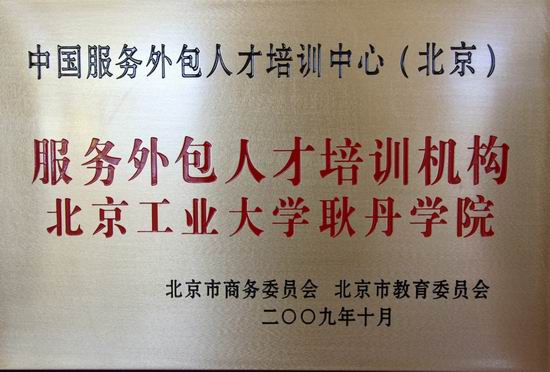 中国服务外包人才培训中心（北京）
服务外包人才培训机构
北京工业大学耿丹学院
北京市商务委员会 北京市教育委员会
二〇〇九年十月